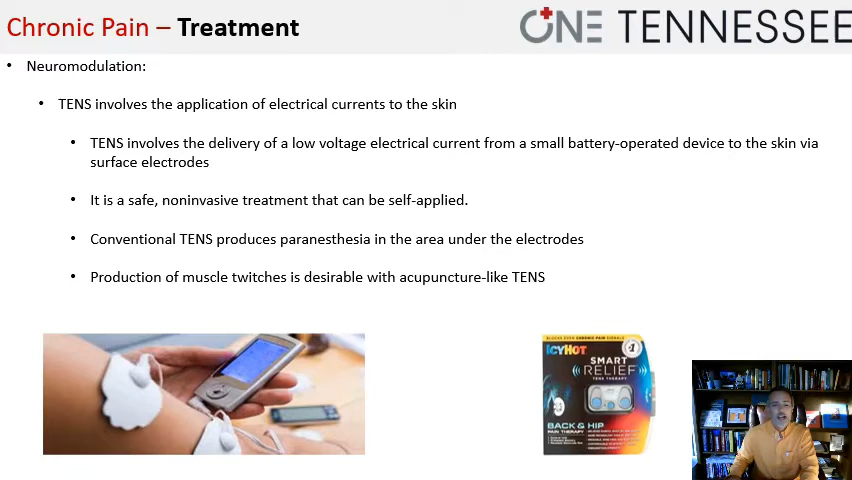 Chronic Pain – Treatment
ONE TENNESSEE
• Neuromodulation:
• TENS involves the application of electrical currents to the skin
• TENS involves the delivery of a low voltage electrical current from a small battery-operated device to the skin via
surface electrodes
• It is a safe, noninvasive treatment that can be self-applied.
• Conventional TENS produces paranesthesia in the area under the electrodes
• Production of muscle twitches is desirable with acupuncture-like TENS
ICYHOT
#1
SMART
RELIEF
TENS THERAPY
BACK & HIP
PAIN THERAPY